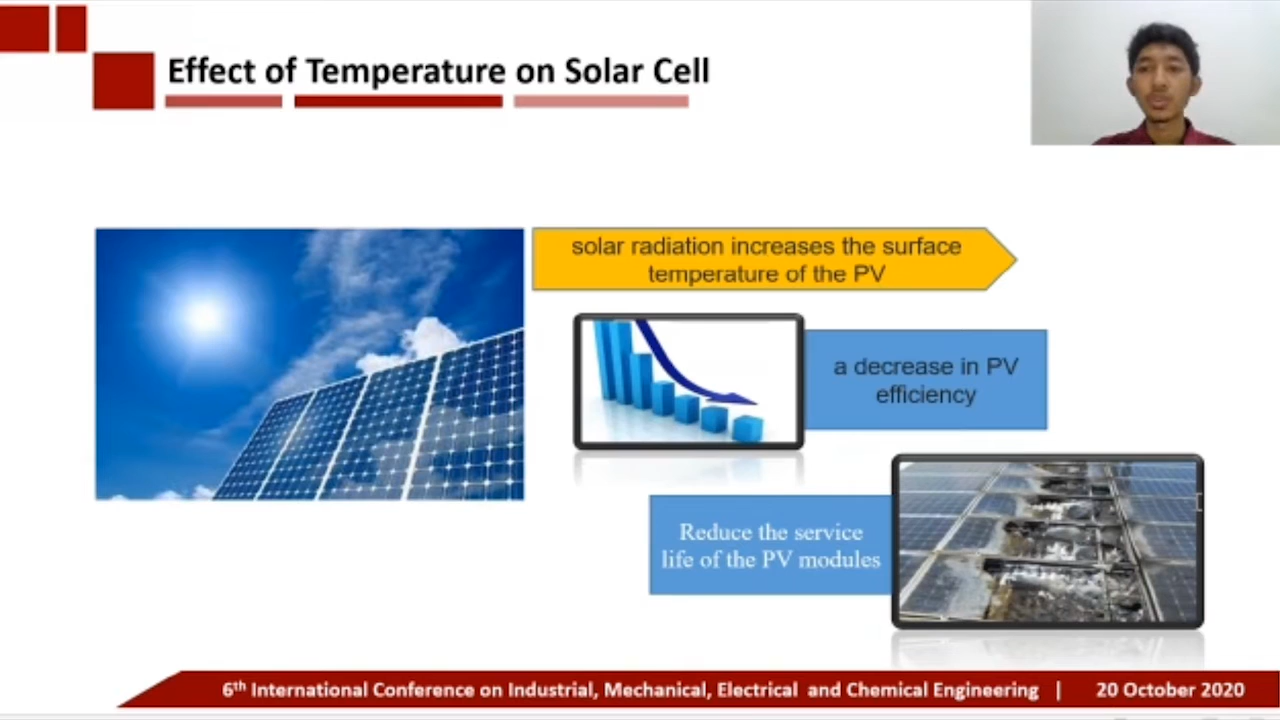 Effect of Temperature on Solar Cell
solar radiation increases the surface
temperature of the PV
a decrease in PV
efficiency
Reduce the service
life of the PV modules
6th International Conference on Industrial, Mechanical, Electrical and Chemical Engineering | 20 October 2020